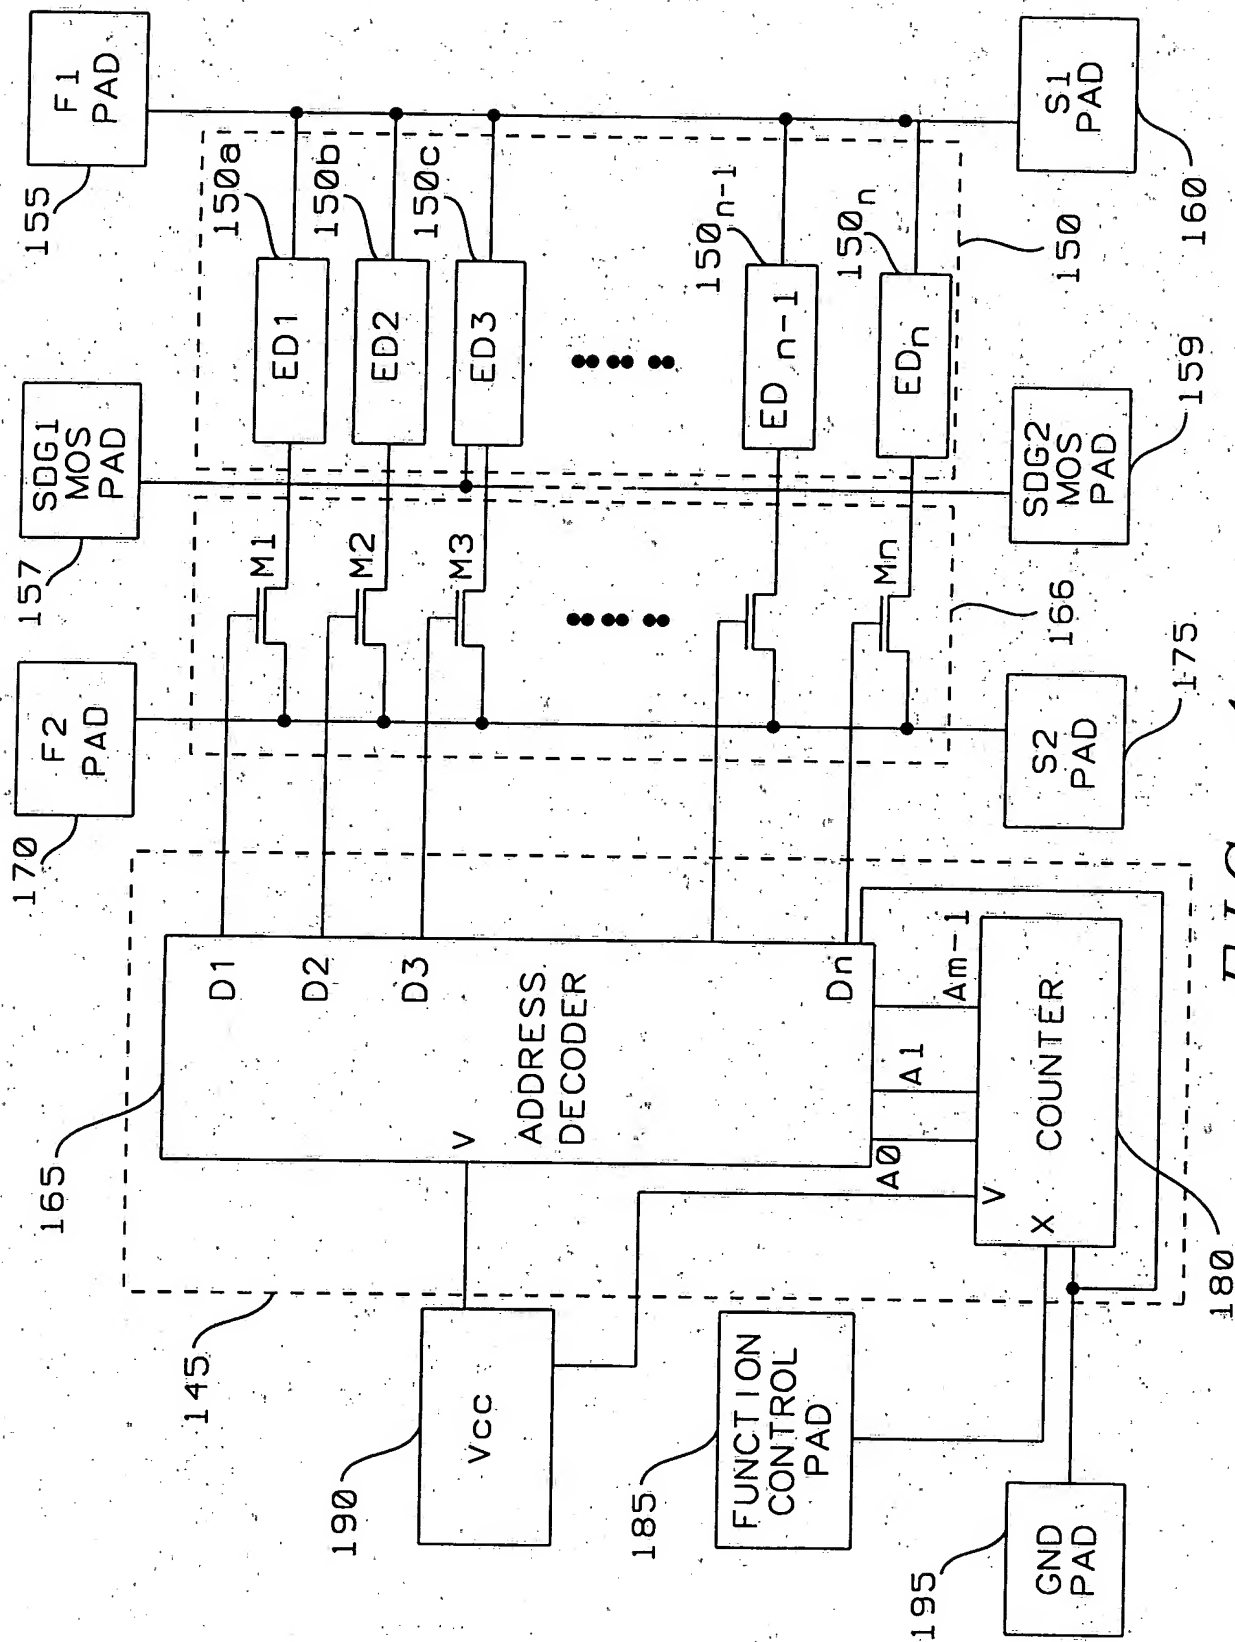 155
F1
PAD
157
SDG1
MOS
PAD
170
F2
PAD
150a
150b
150c
150n-1
150n
ED1
ED2
ED3
ED n-1
EDn
M1
M2
M3
Mn
150
166
S1
PAD
160
SDG2
MOS
PAD
159
S2
PAD
175
165
D1
D2
D3
Dn
V
ADDRESS
DECODER
A0
A1
Am-1
V
X
COUNTER
180
145
190
Vcc
185
FUNCTION
CONTROL
PAD
195
GND
PAD